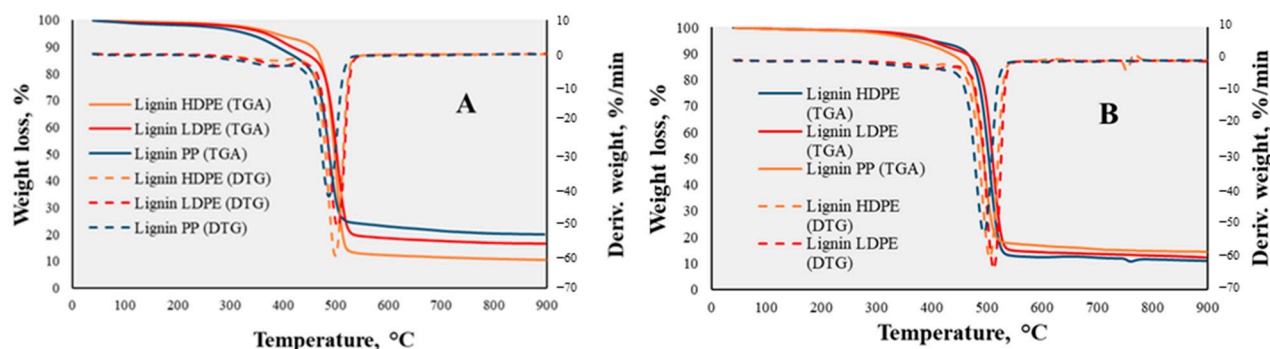 A
100
90
80
70
60
50
40
30
20
10
0
Weight loss, %
10
0
−10
−20
−30
−40
−50
−60
−70
Deriv. weight, %/min
Lignin HDPE (TGA)
Lignin LDPE (TGA)
Lignin PP (TGA)
Lignin HDPE (DTG)
Lignin LDPE (DTG)
Lignin PP (DTG)
0 100 200 300 400 500 600 700 800 900
Temperature, °C
B
100
90
80
70
60
50
40
30
20
10
0
Weight loss, %
10
0
−10
−20
−30
−40
−50
−60
−70
Deriv. weight, %/min
Lignin HDPE
(TGA)
Lignin LDPE
(TGA)
Lignin PP (TGA)
Lignin HDPE
(DTG)
Lignin LDPE
(DTG)
0 100 200 300 400 500 600 700 800 900
Temperature, °C